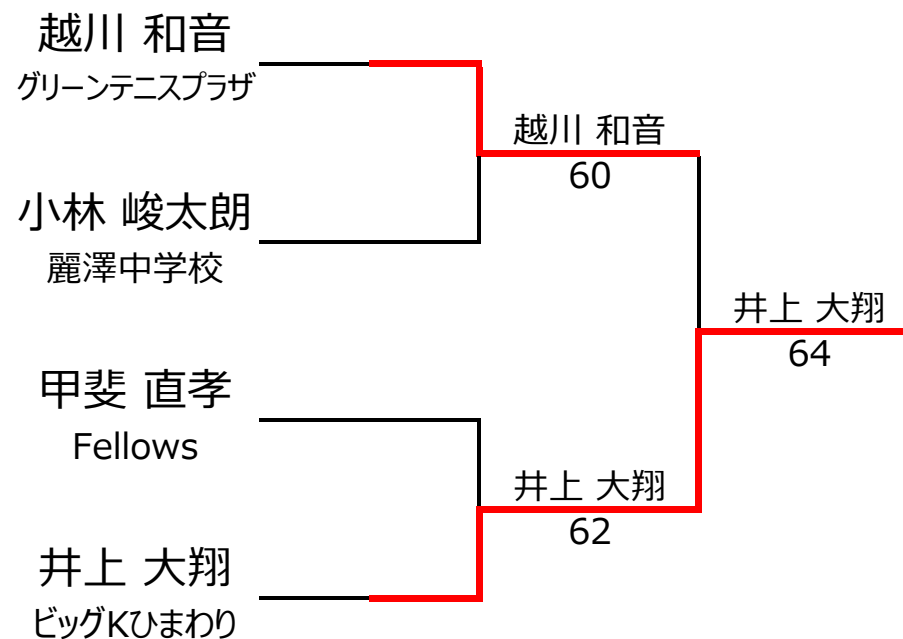 越川 和音
グリーンテニスプラザ
小林 峻太朗
麗澤中学校
甲斐 直孝
Fellows
井上 大翔
ビッグKひまわり
越川 和音
60
井上 大翔
62
井上 大翔
64